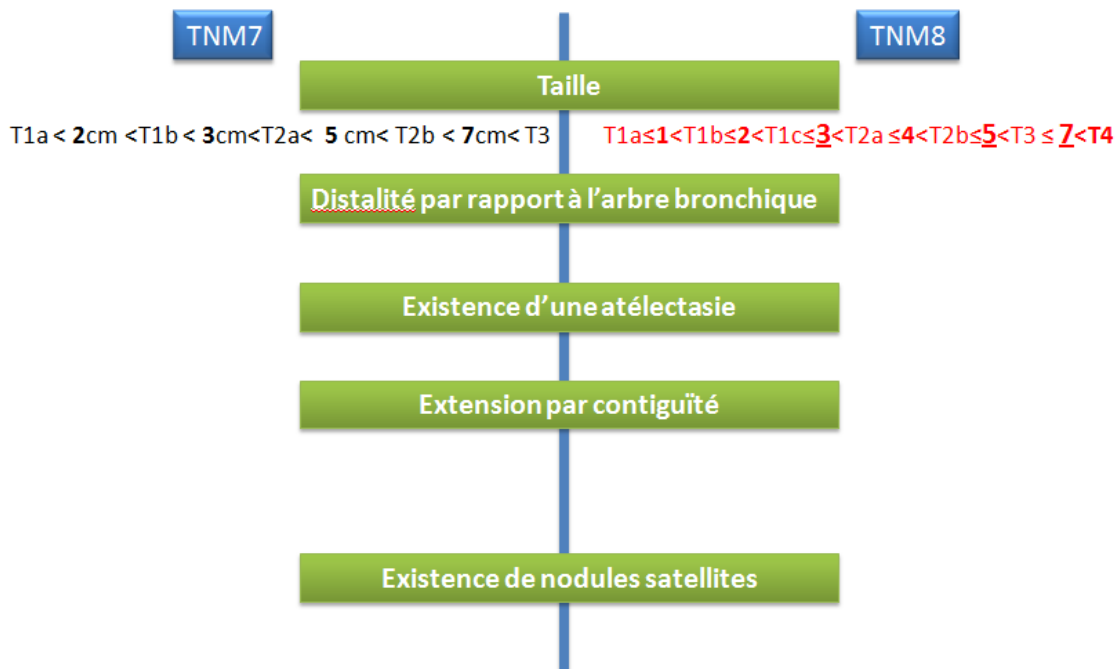 TNM7
TNM8
Taille
T1a < 2cm <T1b < 3cm<T2a< 5 cm< T2b < 7cm< T3
T1a≤1<T1b≤2<T1c≤3<T2a ≤4<T2b≤5<T3 ≤ 7<T4
Distalité par rapport à l’arbre bronchique
Existence d’une atélectasie
Extension par contiguïté
Existence de nodules satellites